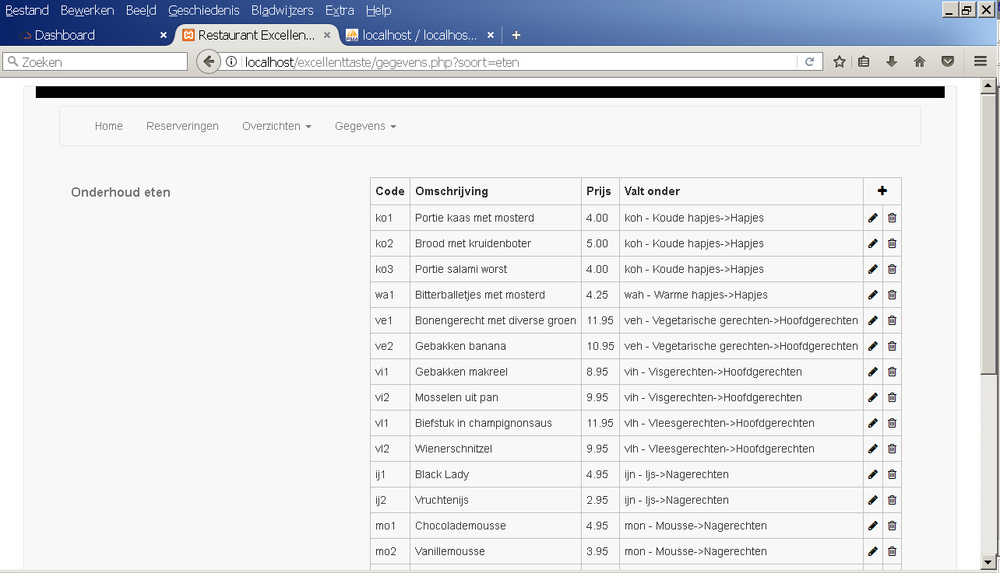 Bestand Bewerken Beeld Geschiedenis Bladwijzers Extra Help
Dashboard × Restaurant Excellen... × localhost / localhos... × +
Zoeken localhost/excellenttaste/gegevens.php?soort=eten
Home Reserveringen Overzichten Gegevens
Onderhoud eten
Code Omschrijving Prijs Valt onder
ko1 Portie kaas met mosterd 4.00 koh - Koude hapjes->Hapjes
ko2 Brood met kruidenboter 5.00 koh - Koude hapjes->Hapjes
ko3 Portie salami worst 4.00 koh - Koude hapjes->Hapjes
wa1 Bitterballetjes met mosterd 4.25 wah - Warme hapjes->Hapjes
ve1 Bonengerecht met diverse groen 11.95 veh - Vegetarische gerechten->Hoofdgerechten
ve2 Gebakken banana 10.95 veh - Vegetarische gerechten->Hoofdgerechten
vi1 Gebakken makreel 8.95 vih - Visgerechten->Hoofdgerechten
vi2 Mosselen uit pan 9.95 vih - Visgerechten->Hoofdgerechten
vl1 Biefstuk in champignonsaus 11.95 vlh - Vleesgerechten->Hoofdgerechten
vl2 Wienerschnitzel 9.95 vlh - Vleesgerechten->Hoofdgerechten
ij1 Black Lady 4.95 ijn - Ijs->Nagerechten
ij2 Vruchtenijs 2.95 ijn - Ijs->Nagerechten
mo1 Chocolademousse 4.95 mon - Mousse->Nagerechten
mo2 Vanillemousse 3.95 mon - Mousse->Nagerechten